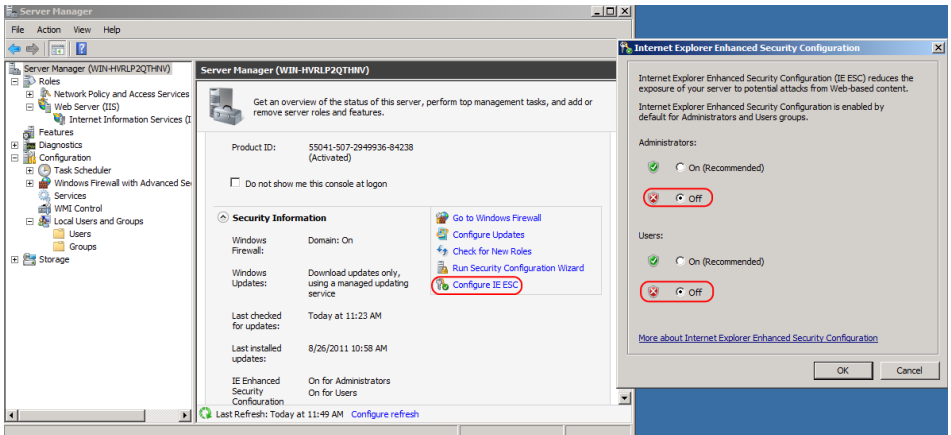 Server Manager
File Action View Help
Server Manager (WIN-HVRLP2QTHNV)
Roles
Network Policy and Access Services
Web Server (IIS)
Internet Information Services (I
Features
Diagnostics
Configuration
Task Scheduler
Windows Firewall with Advanced Se
Services
WMI Control
Local Users and Groups
Users
Groups
Storage
Server Manager (WIN-HVRLP2QTHNV)
Get an overview of the status of this server, perform top management tasks, and add or
remove server roles and features.
Product ID: 55041-507-2949936-84238
(Activated)
Do not show me this console at logon
Security Information
Windows Firewall: Domain: On
Windows Updates: Download updates only,
using a managed updating
service
Last checked for updates: Today at 11:23 AM
Last installed updates: 8/26/2011 10:58 AM
IE Enhanced Security Configuration On for Administrators
On for Users
Go to Windows Firewall
Configure Updates
Check for New Roles
Run Security Configuration Wizard
Configure IE ESC
Last Refresh: Today at 11:49 AM Configure refresh
Internet Explorer Enhanced Security Configuration
Internet Explorer Enhanced Security Configuration (IE ESC) reduces the
exposure of your server to potential attacks from Web-based content.
Internet Explorer Enhanced Security Configuration is enabled by
default for Administrators and Users groups.
Administrators:
On (Recommended)
Off
Users:
On (Recommended)
Off
More about Internet Explorer Enhanced Security Configuration
OK Cancel